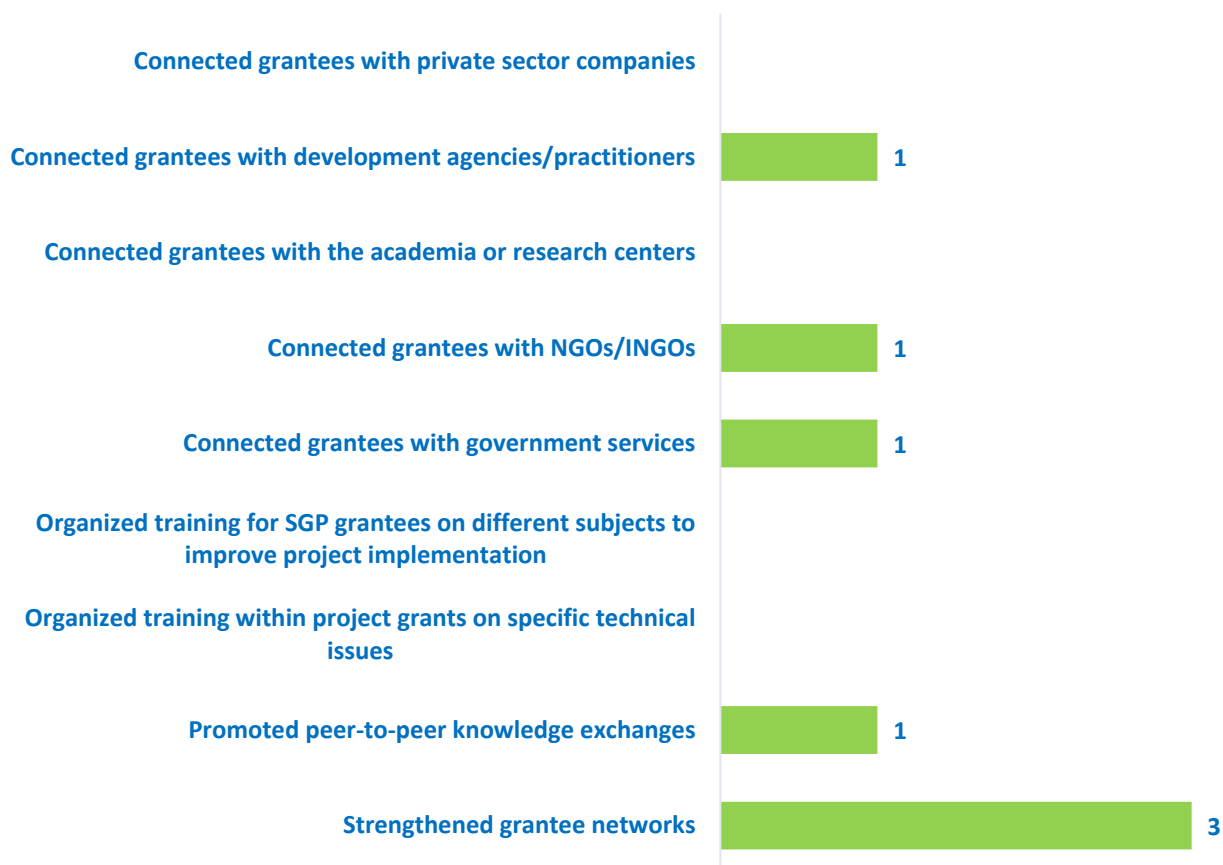 Connected grantees with private sector companies
Connected grantees with development agencies/practitioners
1
Connected grantees with the academia or research centers
Connected grantees with NGOs/INGOs
1
Connected grantees with government services
1
Organized training for SGP grantees on different subjects to
improve project implementation
Organized training within project grants on specific technical
issues
Promoted peer-to-peer knowledge exchanges
1
Strengthened grantee networks
3